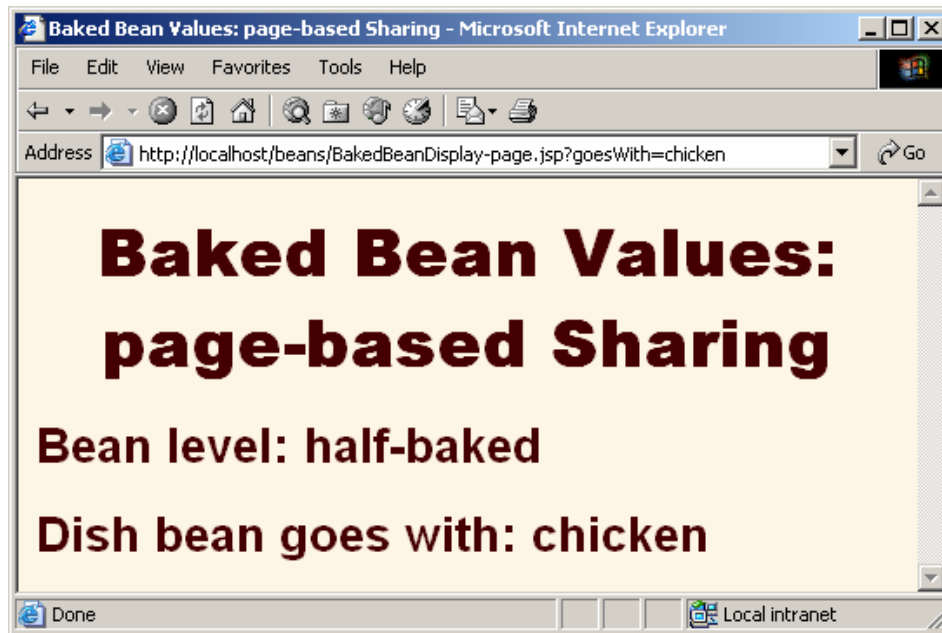 Baked Bean Values: page-based Sharing - Microsoft Internet Explorer
File Edit View Favorites Tools Help
Address http://localhost/beans/BakedBeanDisplay-page.jsp?goesWith=chicken Go
Baked Bean Values:
page-based Sharing
Bean level: half-baked
Dish bean goes with: chicken
Done Local intranet